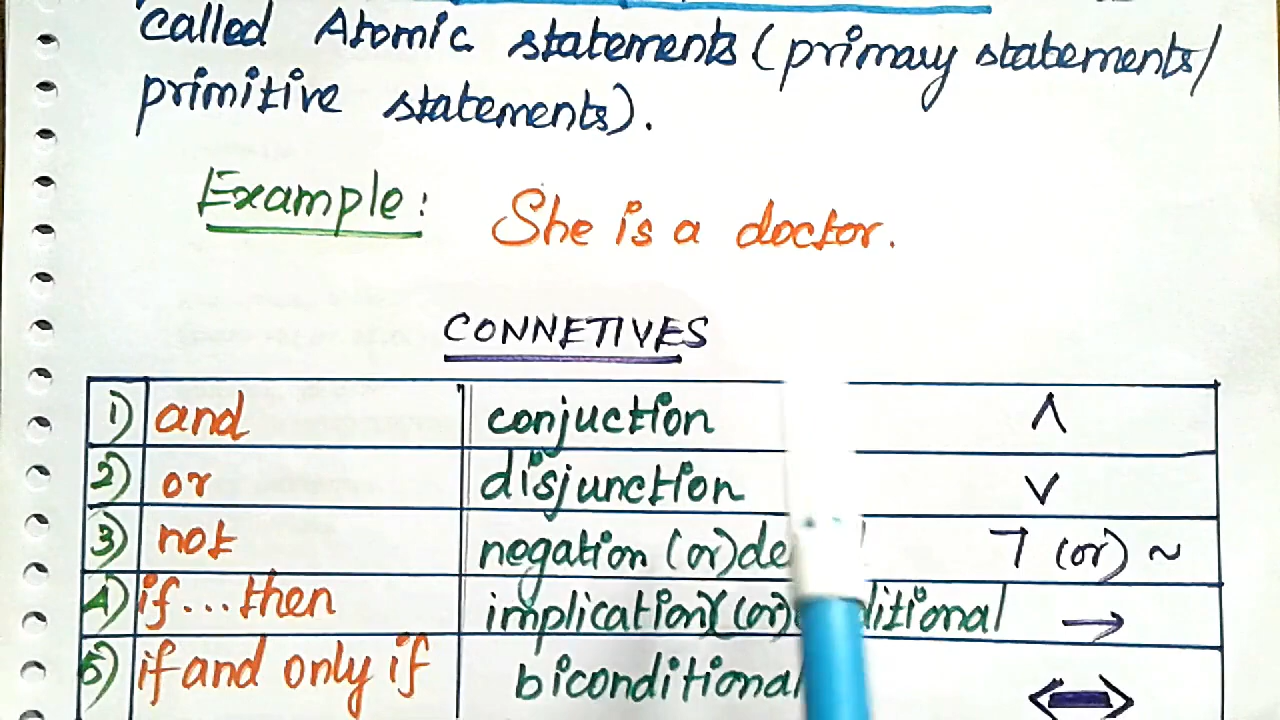 called Atomic statements (primary statements/
primitive statements).
Example: She is a doctor.
CONNETIVES
1) and conjuction ∧
2) or disjunction ∨
3) not negation (or) ㄱ (or) ~
4) if...then implication (or) →
5) if and only if biconditional ⟷